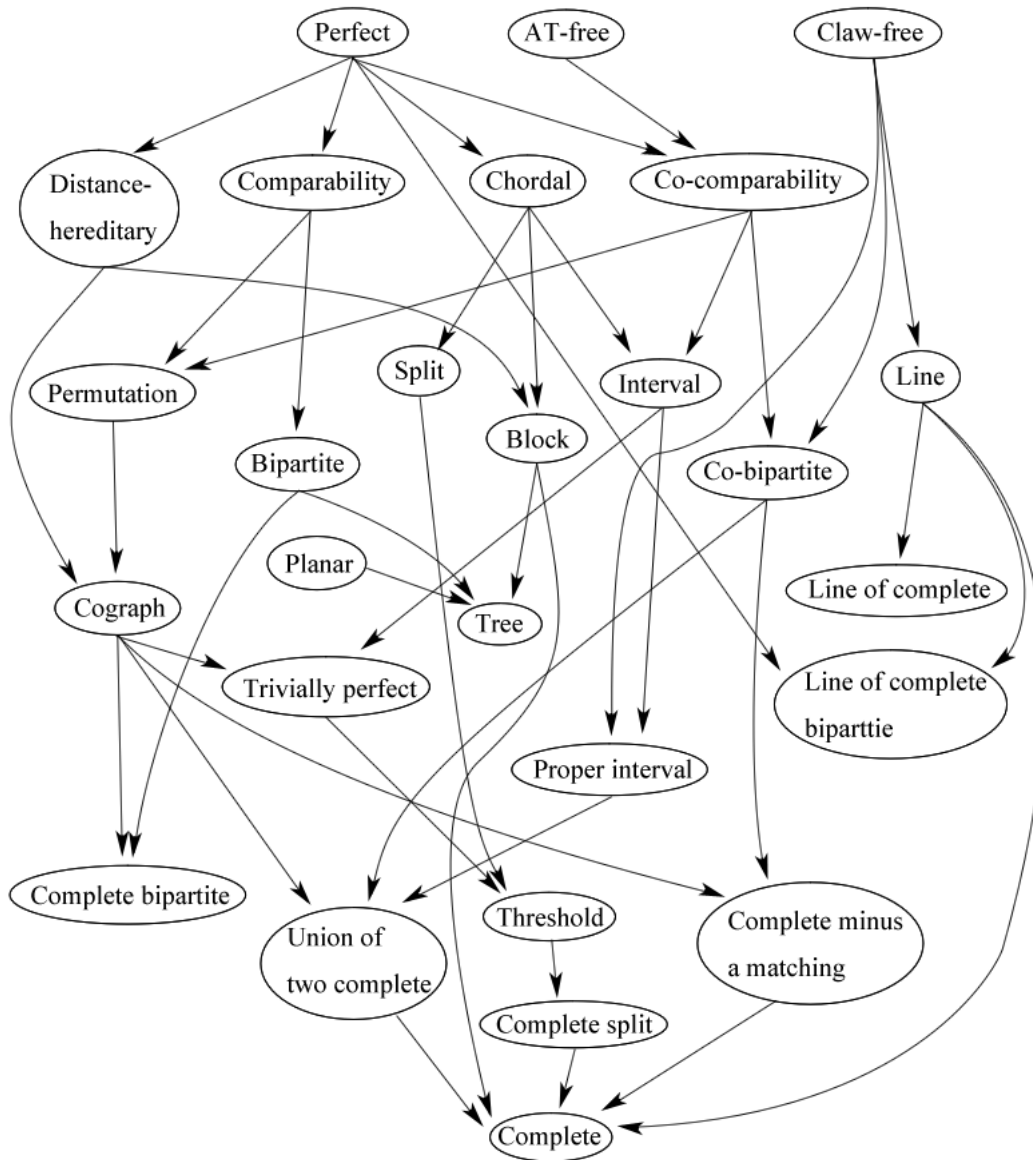 Perfect
AT-free
Claw-free
Distance-
hereditary
Comparability
Chordal
Co-comparability
Permutation
Split
Interval
Line
Block
Bipartite
Co-bipartite
Planar
Line of complete
Cograph
Tree
Trivially perfect
Line of complete
biparttie
Proper interval
Complete bipartite
Threshold
Union of
two complete
Complete minus
a matching
Complete split
Complete